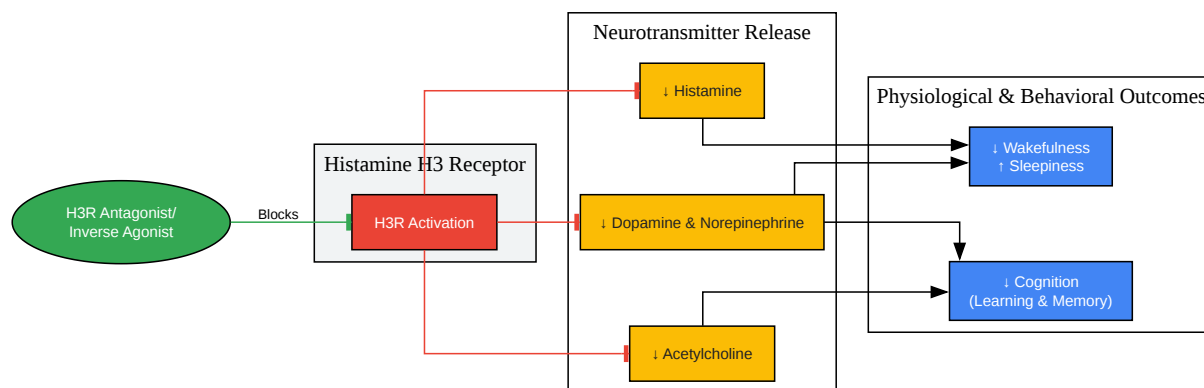 Neurotransmitter Release
↓ Histamine
Physiological & Behavioral Outcomes
↓ Wakefulness
↑ Sleepiness
Histamine H3 Receptor
H3R Antagonist/
Inverse Agonist
Blocks
H3R Activation
↓ Dopamine & Norepinephrine
↓ Cognition
(Learning & Memory)
↓ Acetylcholine